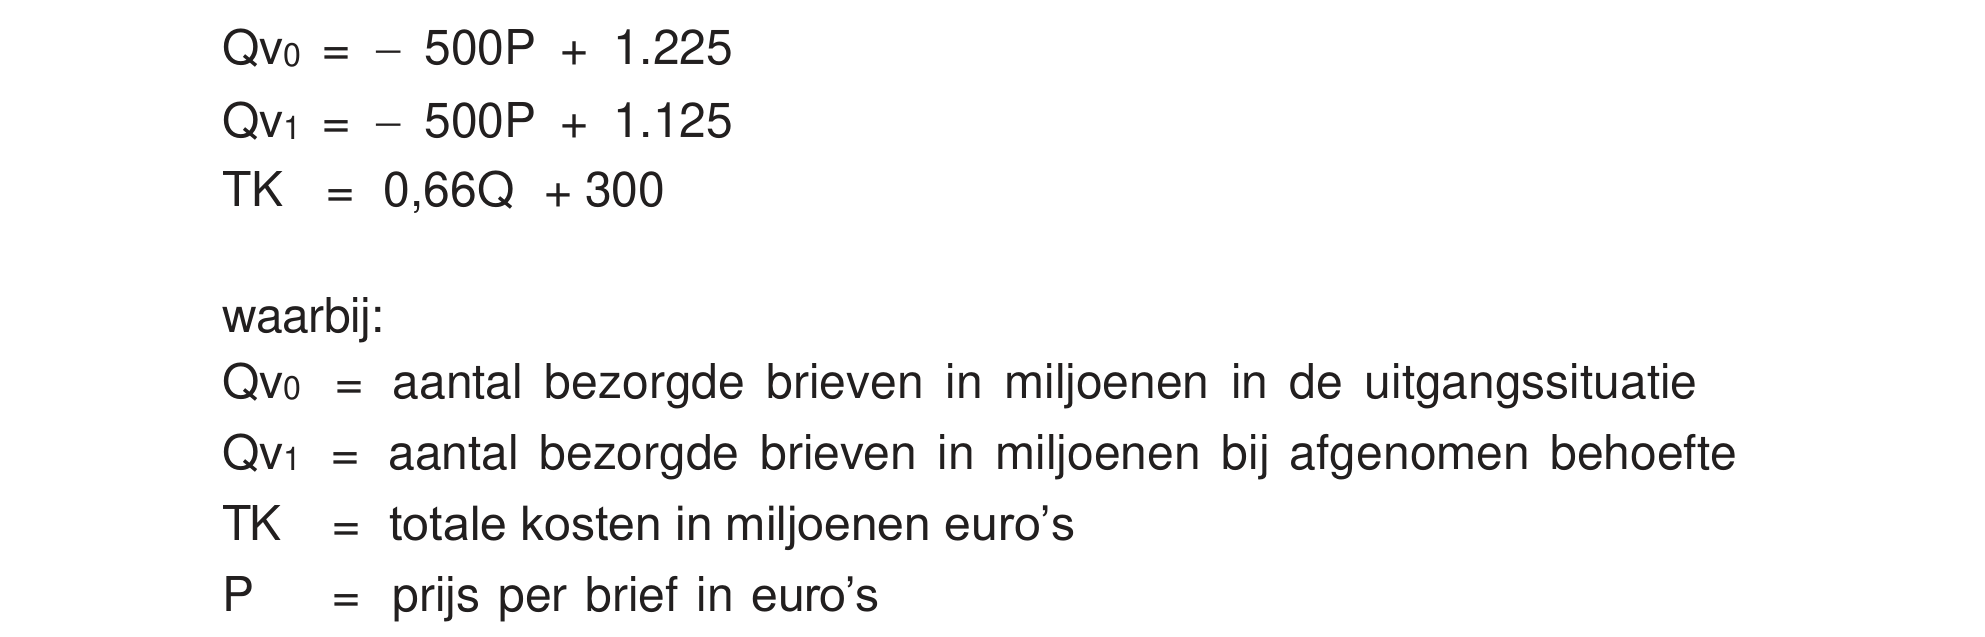 Qv₀ = – 500P + 1.225
Qv₁ = – 500P + 1.125
TK = 0,66Q + 300
waarbij:
Qv₀ = aantal bezorgde brieven in miljoenen in de uitgangssituatie
Qv₁ = aantal bezorgde brieven in miljoenen bij afgenomen behoefte
TK = totale kosten in miljoenen euro’s
P = prijs per brief in euro’s